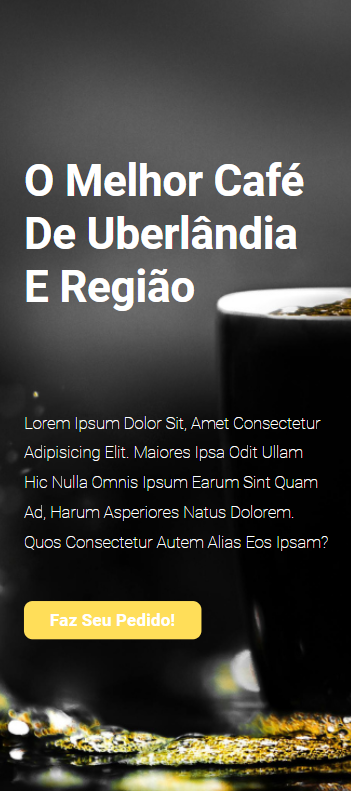 O Melhor Café
De Uberlândia
E Região
Lorem Ipsum Dolor Sit, Amet Consectetur
Adipisicing Elit. Maiores Ipsa Odit Ullam
Hic Nulla Omnis Ipsum Earum Sint Quam
Ad, Harum Asperiores Natus Dolorem.
Quos Consectetur Autem Alias Eos Ipsam?
Faz Seu Pedido!